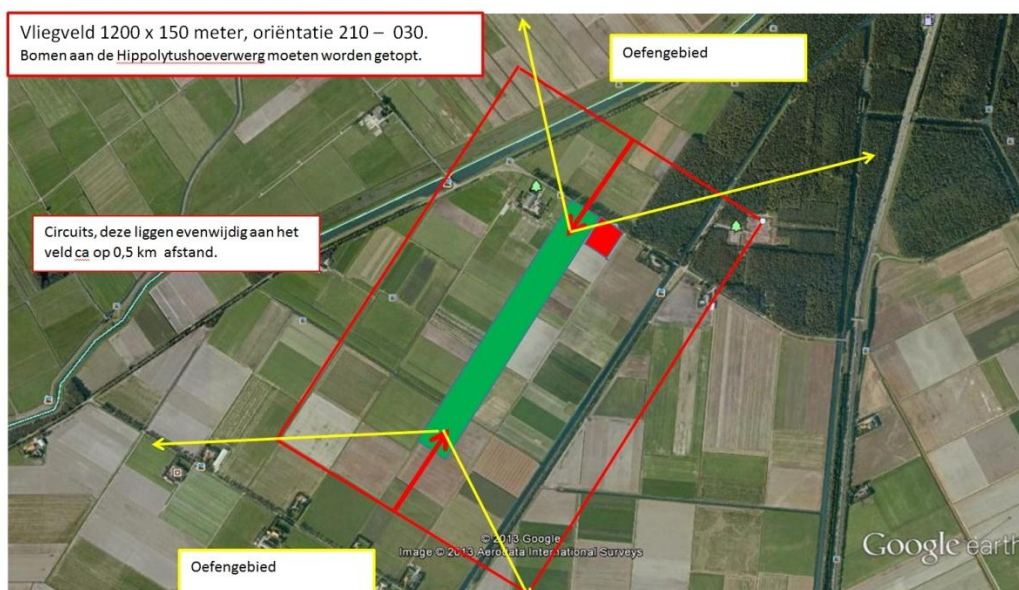 Vliegveld 1200 x 150 meter, oriëntatie 210 – 030.
Bomen aan de Hippolytushoeverwerg moeten worden getopt.
Oefengebied
Circuits, deze liggen evenwijdig aan het
veld ca op 0,5 km afstand.
© 2013 Google
Image © 2013 Aerodata International Surveys
Google earth
Oefengebied